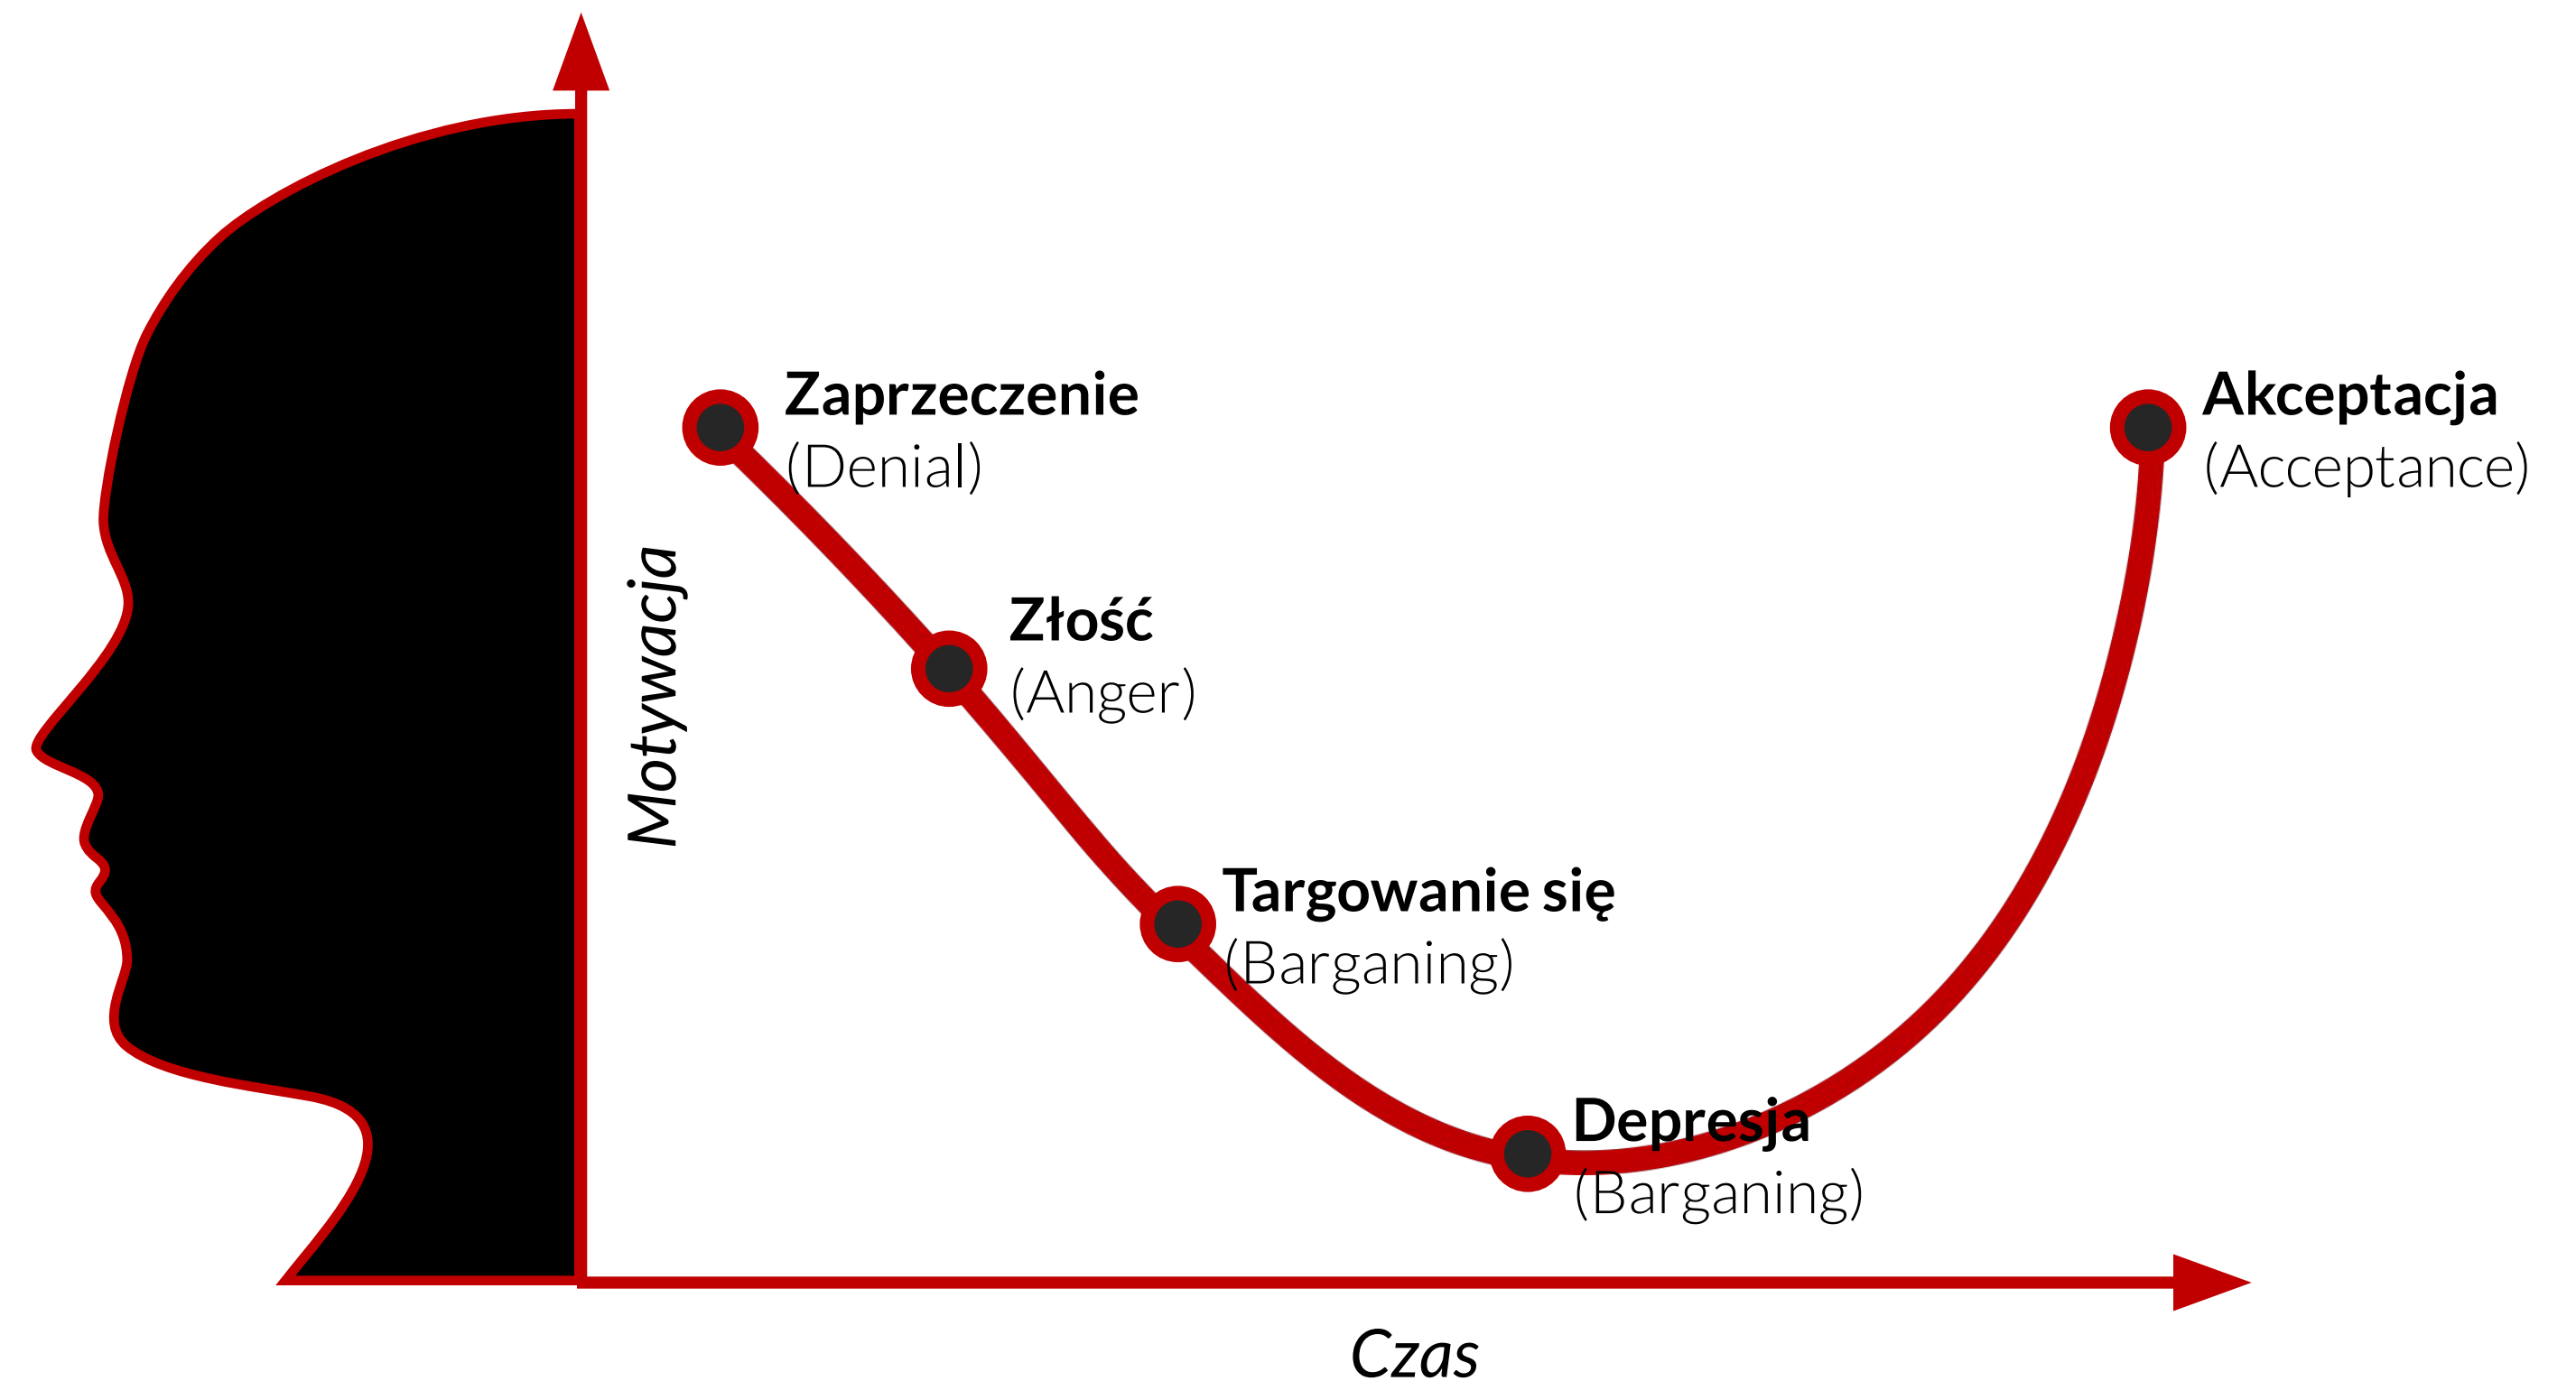 Motywacja
Zaprzeczenie
(Denial)
Złość
(Anger)
Targowanie się
(Barganing)
Depresja
(Barganing)
Akceptacja
(Acceptance)
Czas